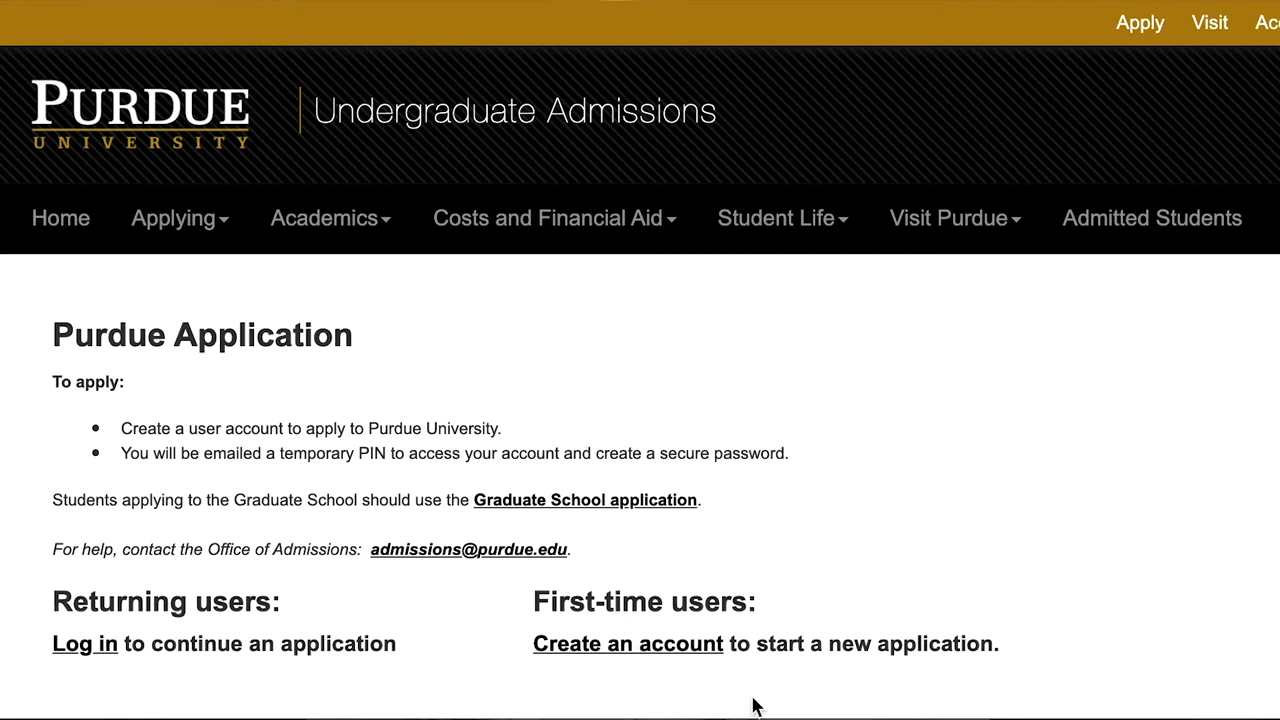 Apply Visit
PURDUE
UNIVERSITY
Undergraduate Admissions
Home Applying Academics Costs and Financial Aid Student Life Visit Purdue Admitted Students
Purdue Application
To apply:
• Create a user account to apply to Purdue University.
• You will be emailed a temporary PIN to access your account and create a secure password.
Students applying to the Graduate School should use the Graduate School application.
For help, contact the Office of Admissions: admissions@purdue.edu.
Returning users: First-time users:
Log in to continue an application Create an account to start a new application.